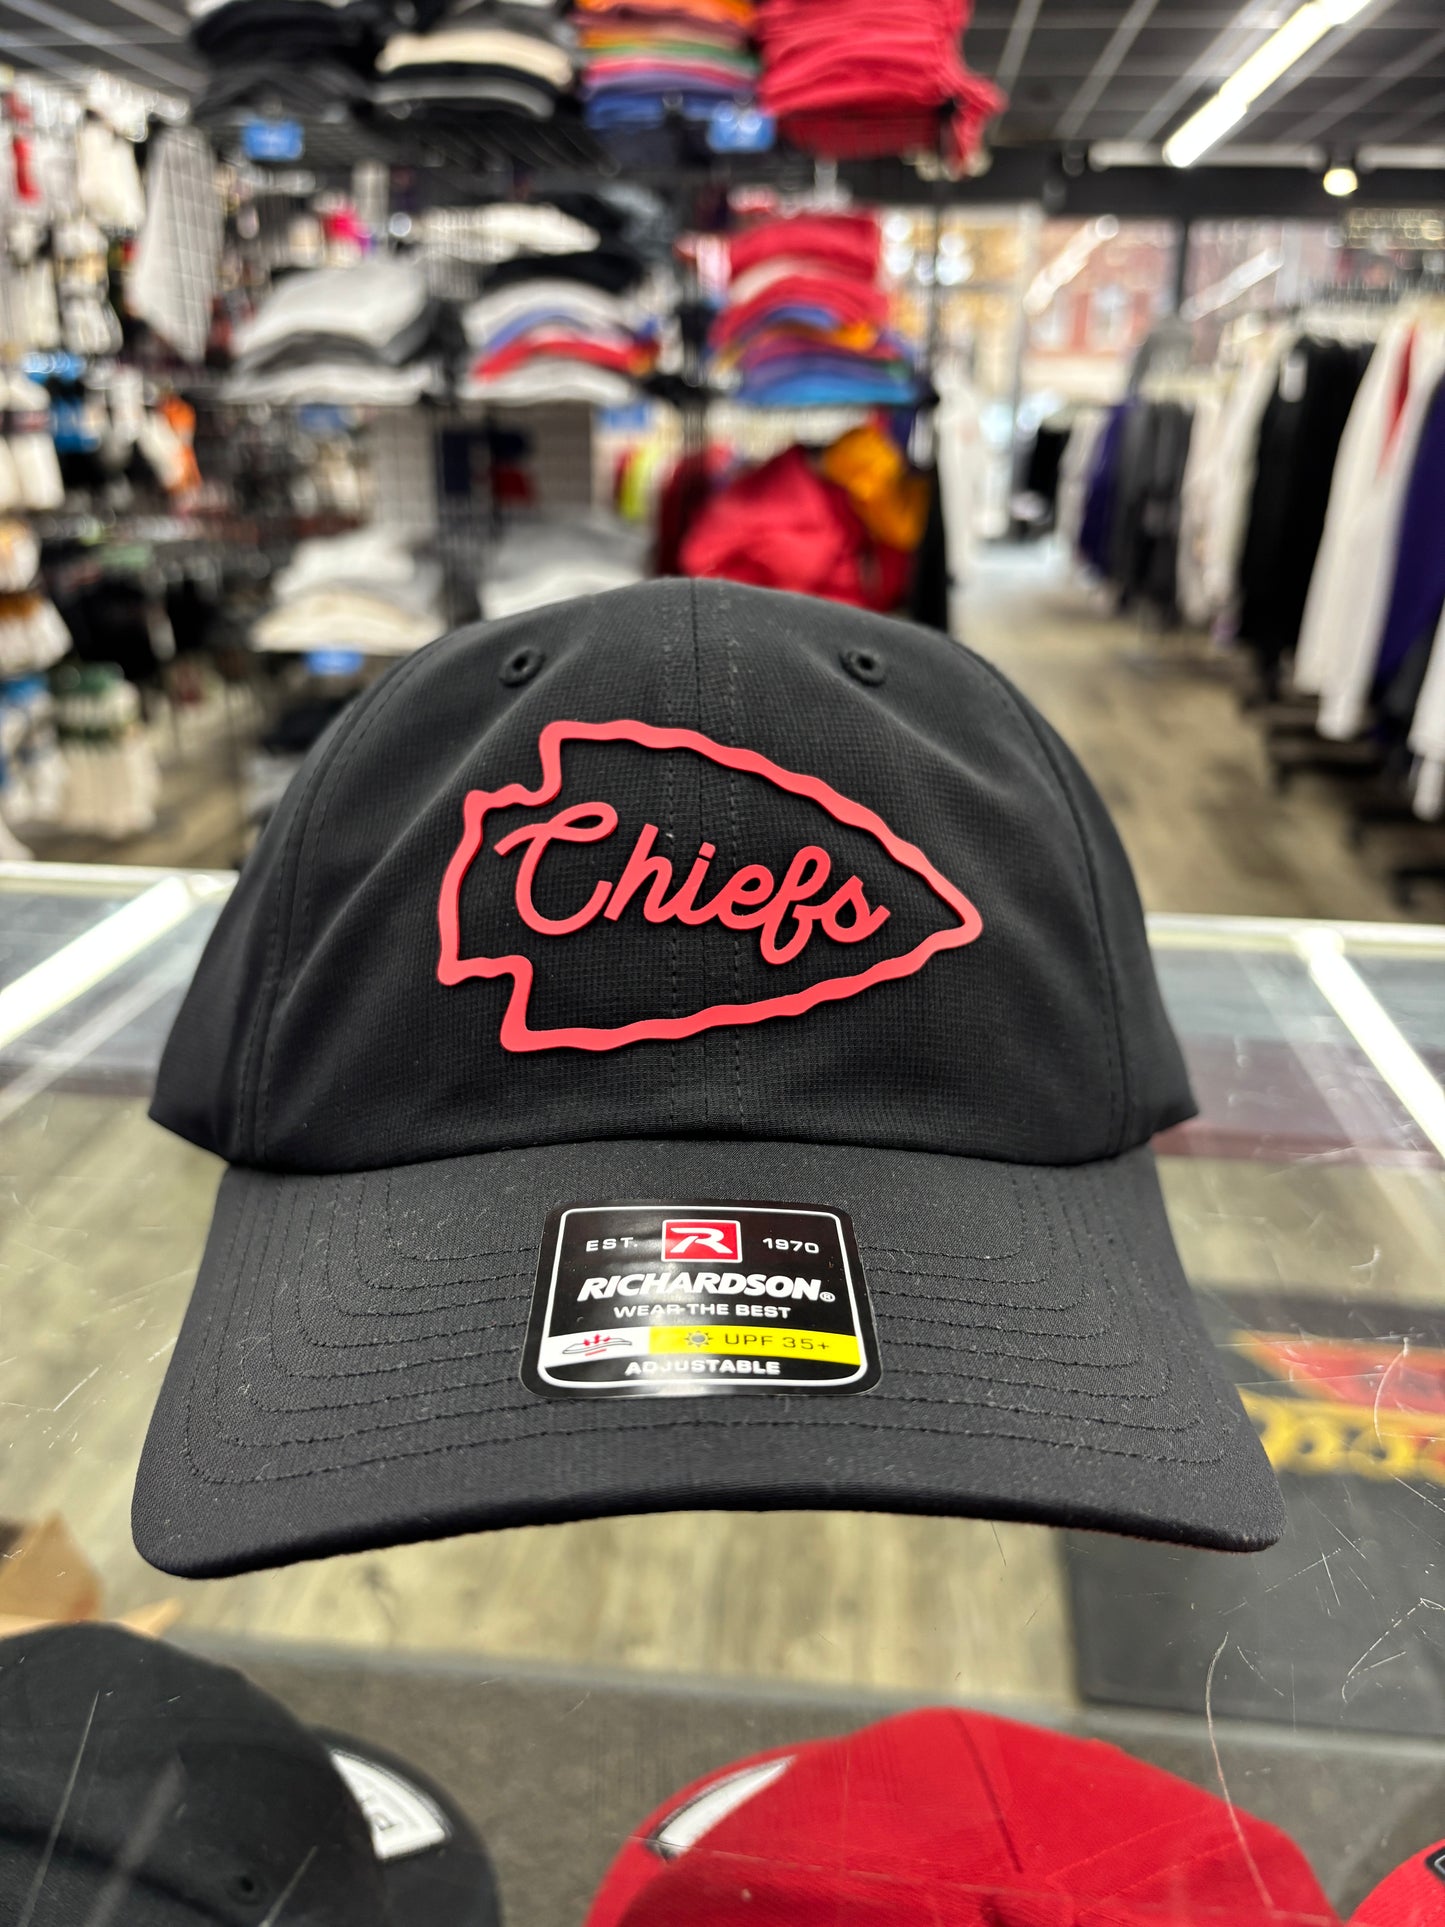 Chiefs
EST. R 1970
RICHARDSON®
WEAR THE BEST
UPF 35+
ADJUSTABLE